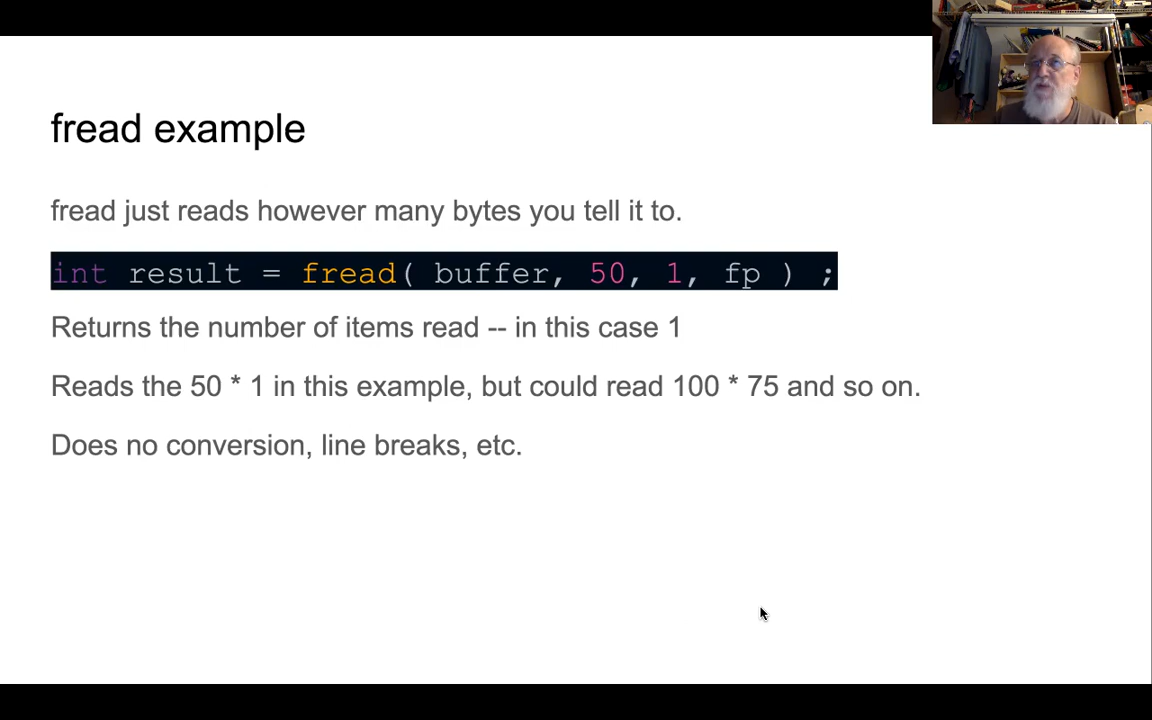 fread example
fread just reads however many bytes you tell it to.
int result = fread( buffer, 50, 1, fp ) ;
Returns the number of items read -- in this case 1
Reads the 50 * 1 in this example, but could read 100 * 75 and so on.
Does no conversion, line breaks, etc.